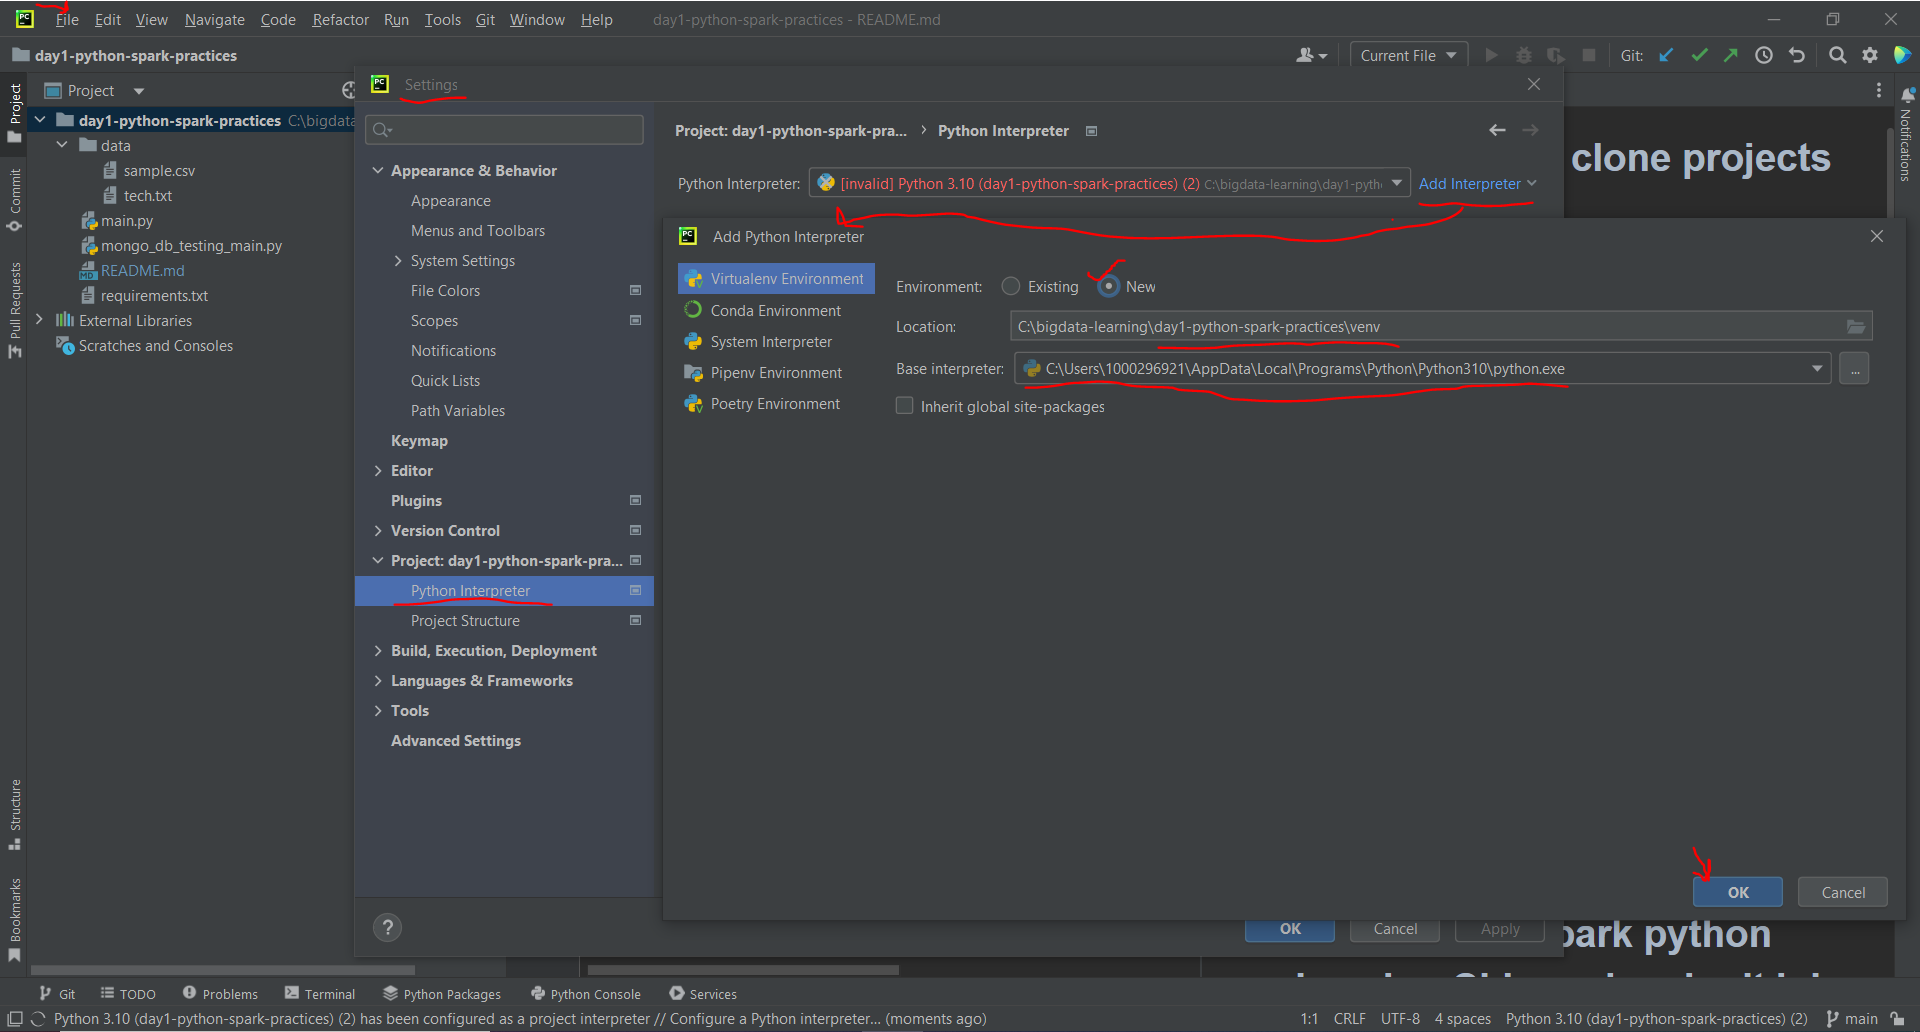 PC
File Edit View Navigate Code Refactor Run Tools Git Window Help day1-python-spark-practices - README.md
day1-python-spark-practices
Current File
Git:
Project
day1-python-spark-practices C:\bigdata
data
sample.csv
tech.txt
main.py
mongo_db_testing_main.py
MD README.md
requirements.txt
External Libraries
Scratches and Consoles
Project
Commit
Pull Requests
Structure
Bookmarks
PC Settings
Appearance & Behavior
Appearance
Menus and Toolbars
System Settings
File Colors
Scopes
Notifications
Quick Lists
Path Variables
Keymap
Editor
Plugins
Version Control
Project: day1-python-spark-pra...
Python Interpreter
Project Structure
Build, Execution, Deployment
Languages & Frameworks
Tools
Advanced Settings
?
Project: day1-python-spark-pra... › Python Interpreter
Python Interpreter: [invalid] Python 3.10 (day1-python-spark-practices) (2) C:\bigdata-learning\day1-pyth
Add Interpreter
PC Add Python Interpreter
Virtualenv Environment
Conda Environment
System Interpreter
Pipenv Environment
Poetry Environment
Environment: Existing New
Location: C:\bigdata-learning\day1-python-spark-practices\venv
Base interpreter: C:\Users\1000296921\AppData\Local\Programs\Python\Python310\python.exe ...
Inherit global site-packages
OK Cancel
OK Cancel Apply
clone projects
park python
Notifications
Git TODO Problems Terminal Python Packages Python Console Services
Python 3.10 (day1-python-spark-practices) (2) has been configured as a project interpreter // Configure a Python interpreter... (moments ago)
1:1 CRLF UTF-8 4 spaces Python 3.10 (day1-python-spark-practices) (2) main